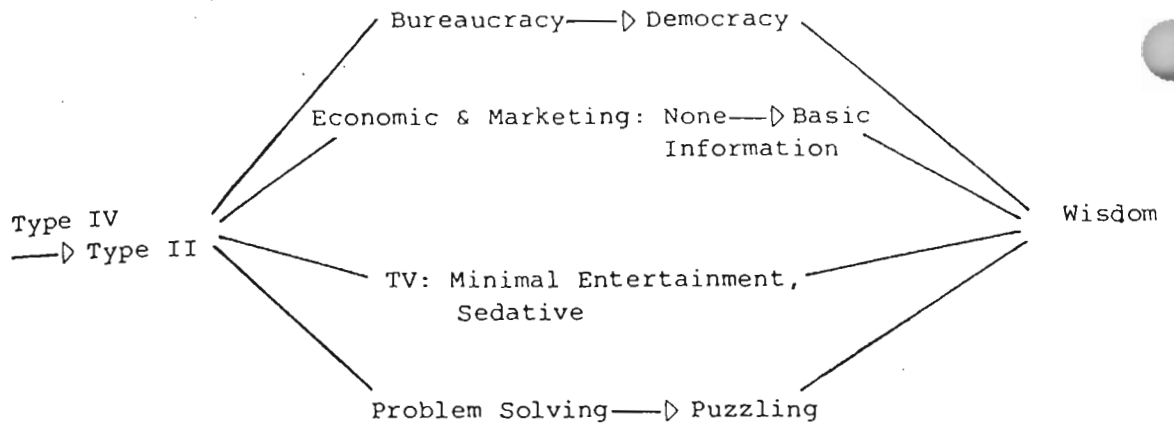 Bureaucracy—▷ Democracy
Economic & Marketing: None—▷ Basic
Information
Type IV
—▷ Type II
Wisdom
TV: Minimal Entertainment,
Sedative
Problem Solving—▷ Puzzling